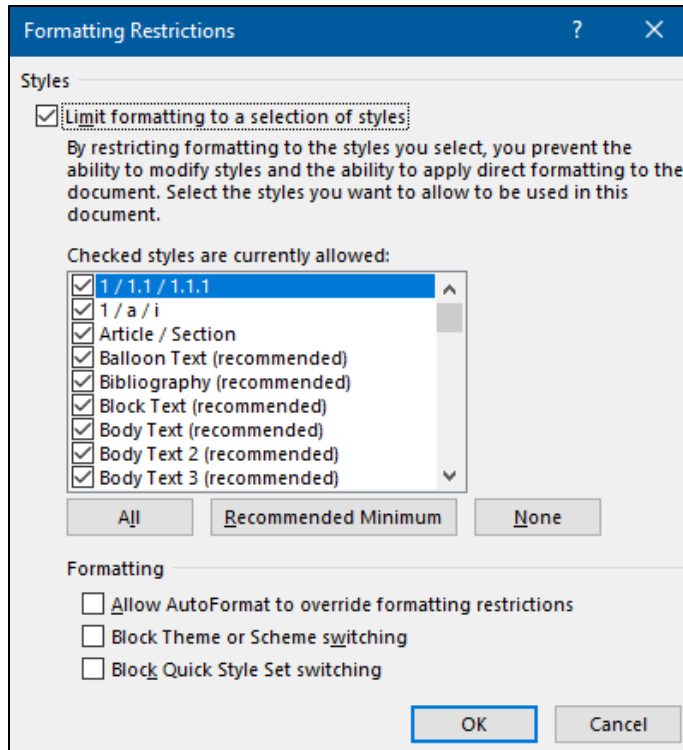 Formatting Restrictions ? ×
Styles
Limit formatting to a selection of styles
By restricting formatting to the styles you select, you prevent the
ability to modify styles and the ability to apply direct formatting to the
document. Select the styles you want to allow to be used in this
document.
Checked styles are currently allowed:
1 / 1.1 / 1.1.1
1 / a / i
Article / Section
Balloon Text (recommended)
Bibliography (recommended)
Block Text (recommended)
Body Text (recommended)
Body Text 2 (recommended)
Body Text 3 (recommended)
All Recommended Minimum None
Formatting
Allow AutoFormat to override formatting restrictions
Block Theme or Scheme switching
Block Quick Style Set switching
OK Cancel